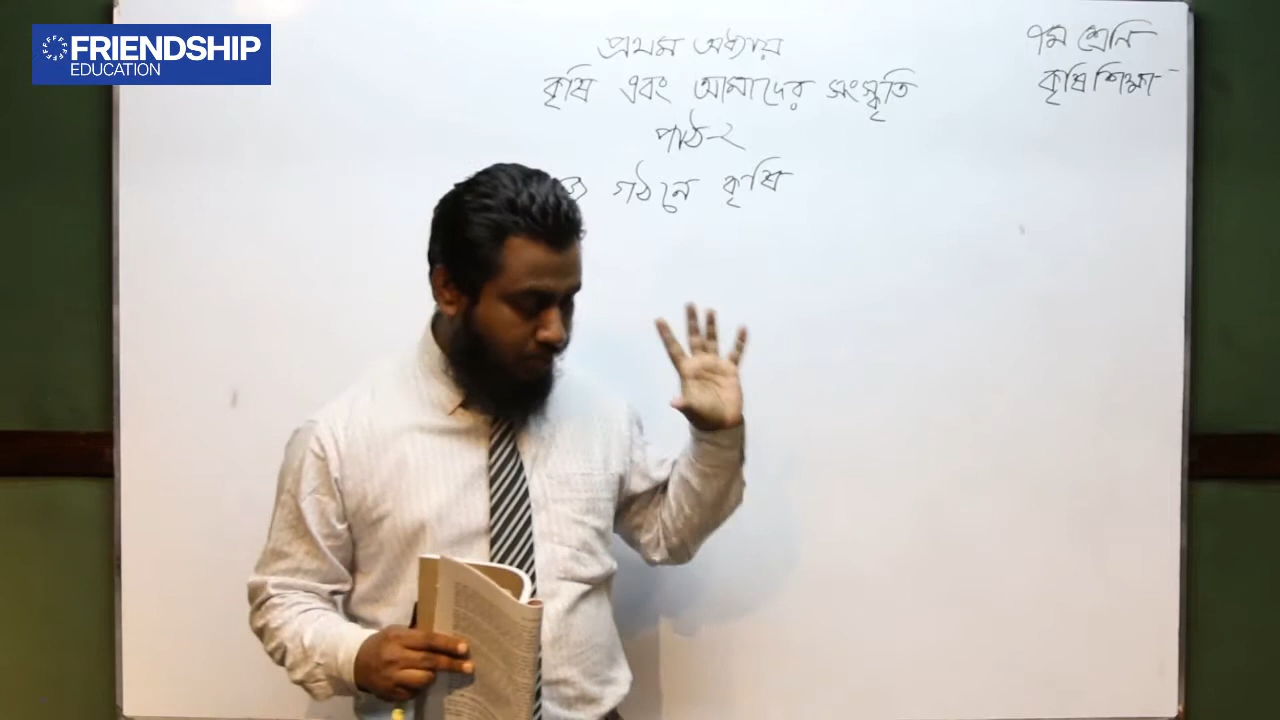 FRIENDSHIP
EDUCATION
প্রথম অধ্যায়
কৃষি এবং আমাদের সংস্কৃতি
পাঠ-২
গঠনে কৃষি
৭ম শ্রেনি
কৃষি শিক্ষা